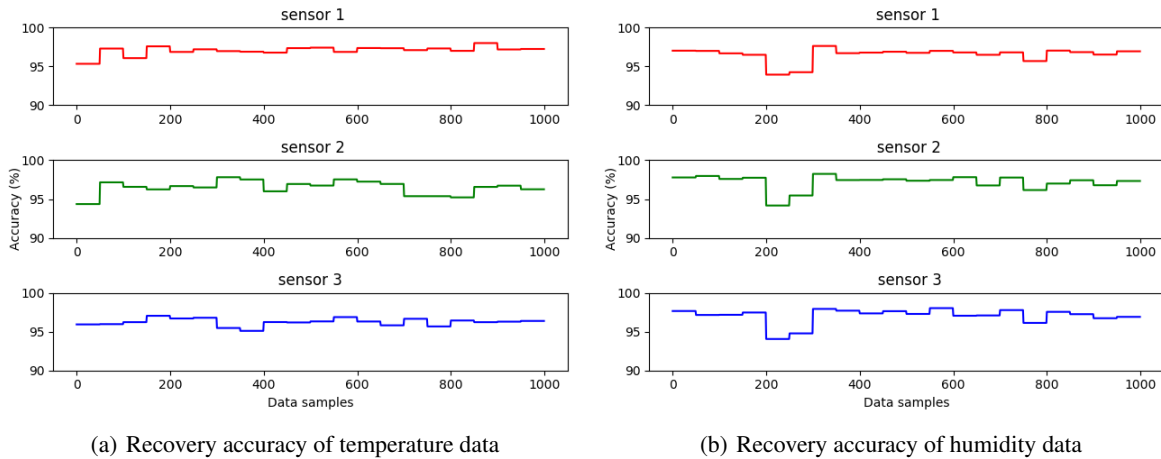 sensor 1
100
95
90
0 200 400 600 800 1000
sensor 2
100
95
90
0 200 400 600 800 1000
Accuracy (%)
sensor 3
100
95
90
0 200 400 600 800 1000
Data samples
(a) Recovery accuracy of temperature data
sensor 1
100
95
90
0 200 400 600 800 1000
sensor 2
100
95
90
0 200 400 600 800 1000
Accuracy (%)
sensor 3
100
95
90
0 200 400 600 800 1000
Data samples
(b) Recovery accuracy of humidity data